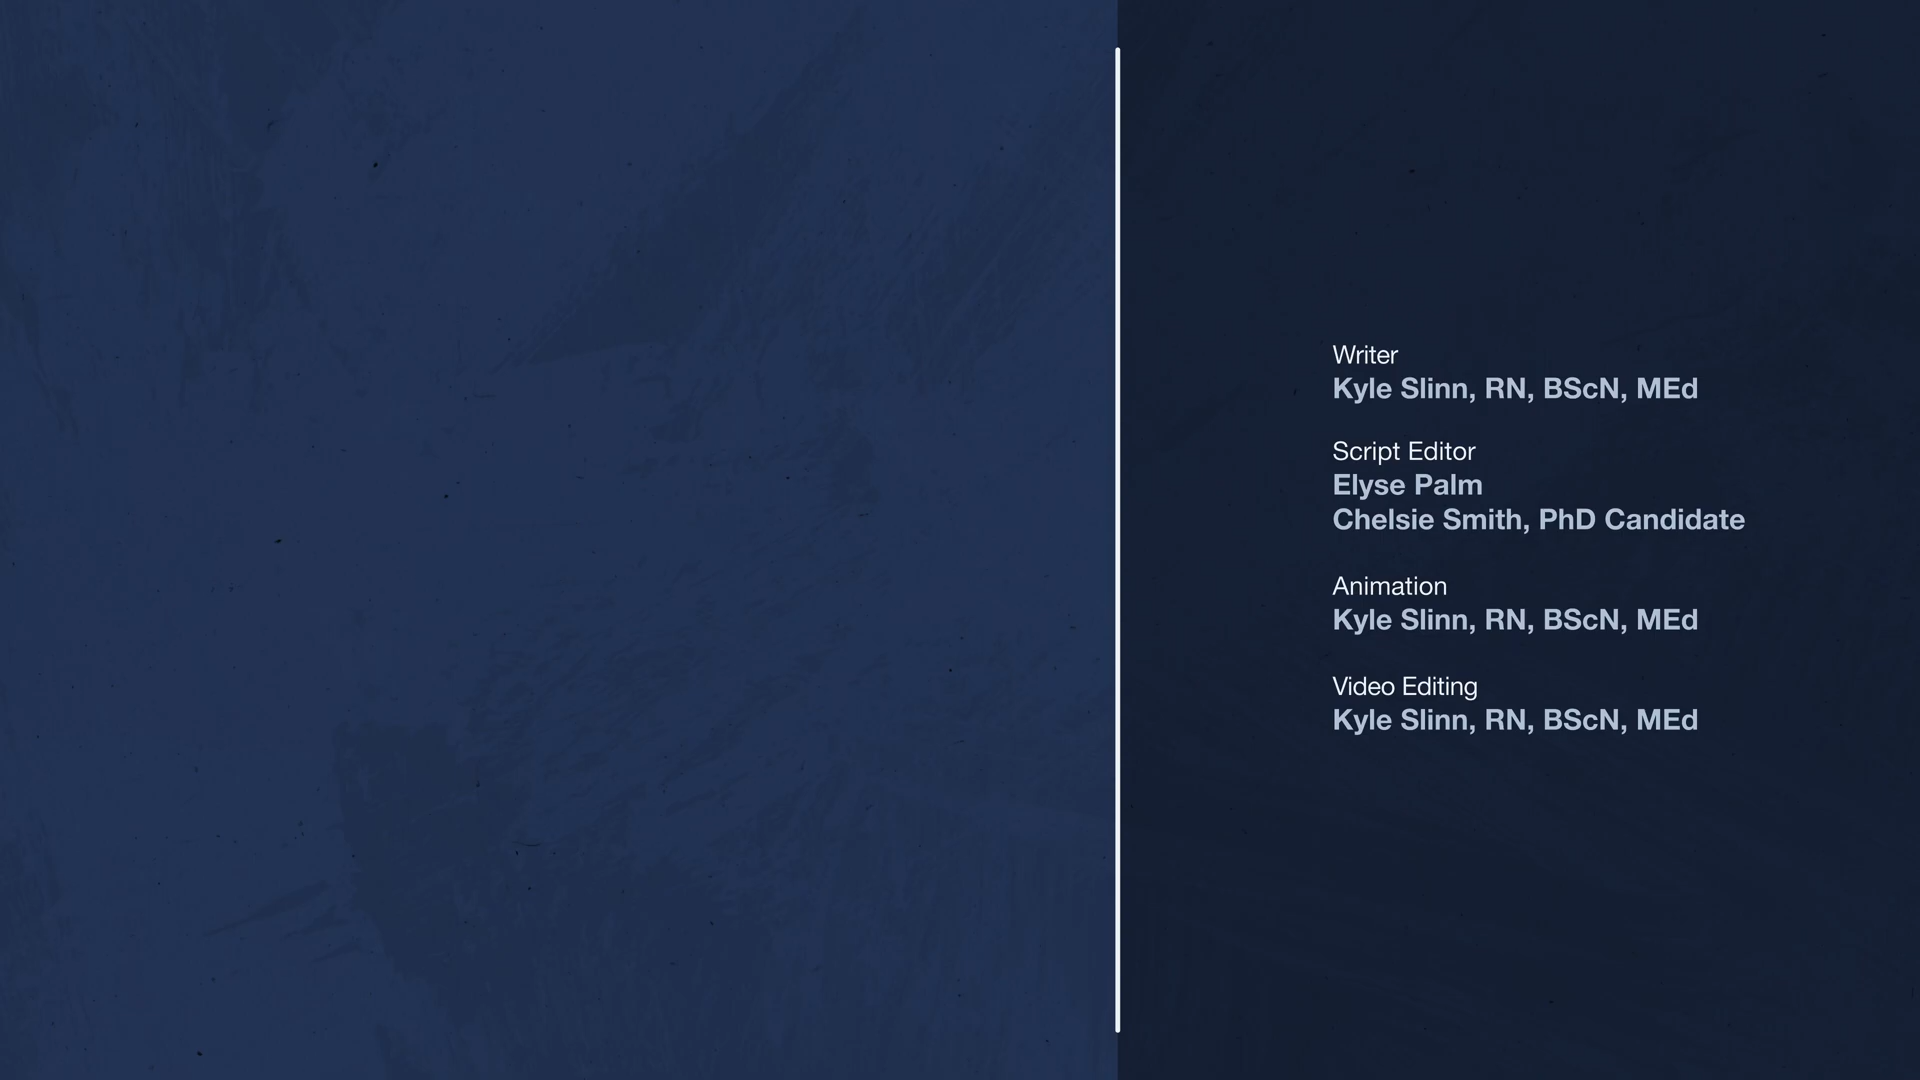 Writer
Kyle Slinn, RN, BScN, MEd
Script Editor
Elyse Palm
Chelsie Smith, PhD Candidate
Animation
Kyle Slinn, RN, BScN, MEd
Video Editing
Kyle Slinn, RN, BScN, MEd